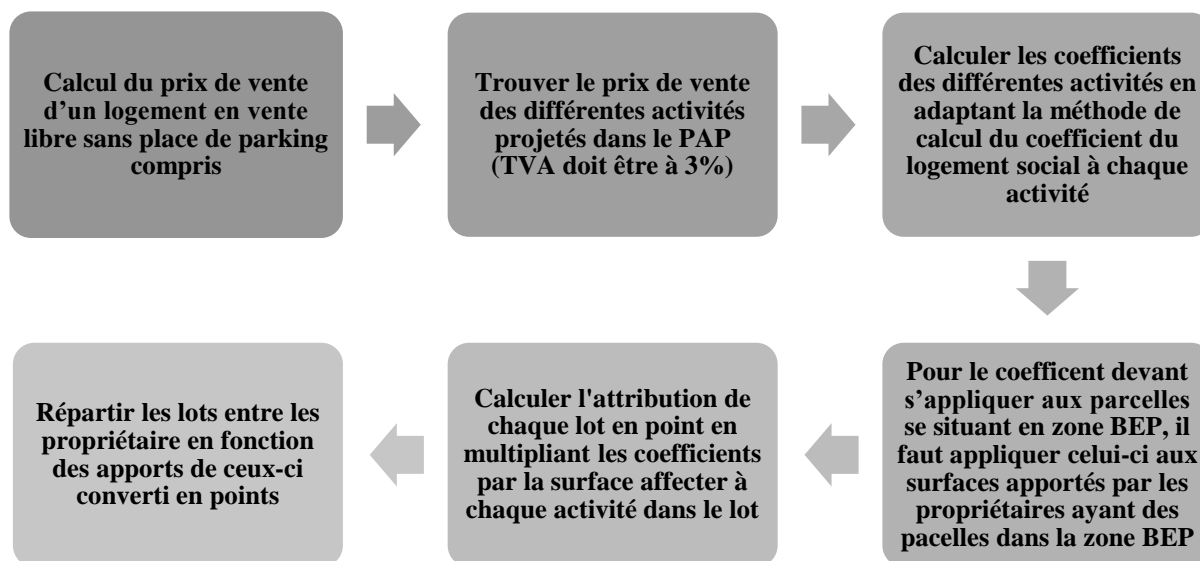 Calcul du prix de vente
d’un logement en vente
libre sans place de parking
compris
Trouver le prix de vente
des différentes activités
projetés dans le PAP
(TVA doit être à 3%)
Calculer les coefficients
des différentes activités en
adaptant la méthode de
calcul du coefficient du
logement social à chaque
activité
Pour le coefficent devant
s’appliquer aux parcelles
se situant en zone BEP, il
faut appliquer celui-ci aux
surfaces apportés par les
propriétaires ayant des
pacelles dans la zone BEP
Calculer l'attribution de
chaque lot en point en
multipliant les coefficients
par la surface affecter à
chaque activité dans le lot
Répartir les lots entre les
propriétaire en fonction
des apports de ceux-ci
converti en points